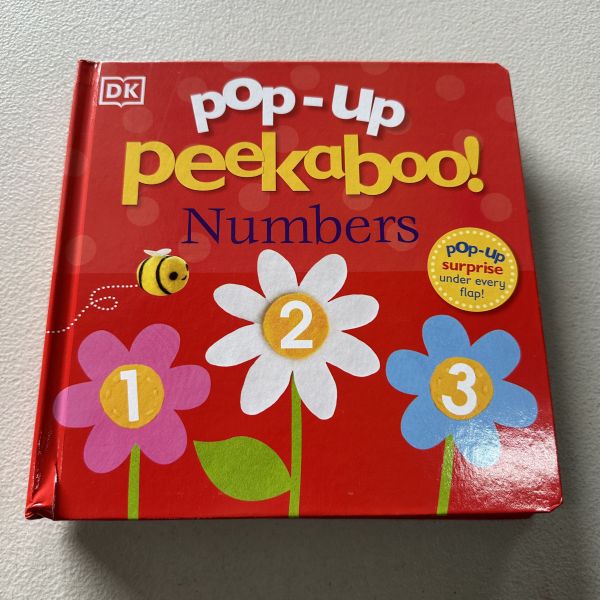 DK
pop-up
peekaboo!
Numbers
pop-up
surprise
under every
flap!
2
1
3